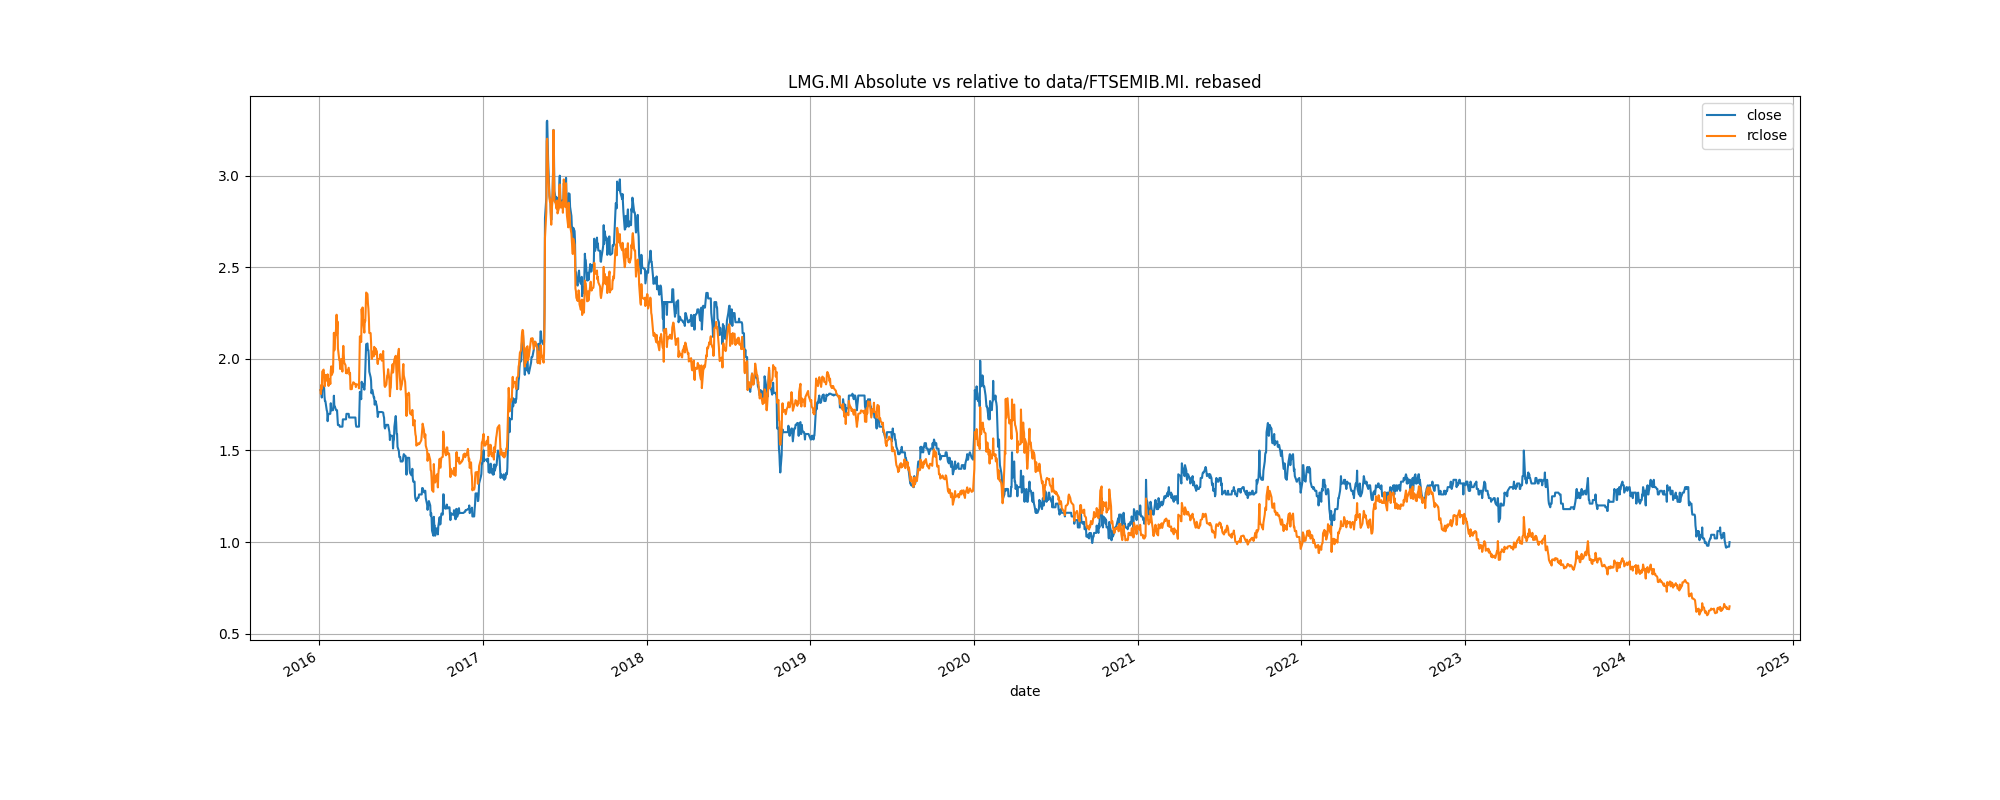 LMG.MI Absolute vs relative to data/FTSEMIB.MI. rebased
close
rclose
3.0
2.5
2.0
1.5
1.0
0.5
2016 2017 2018 2019 2020 2021 2022 2023 2024 2025
date